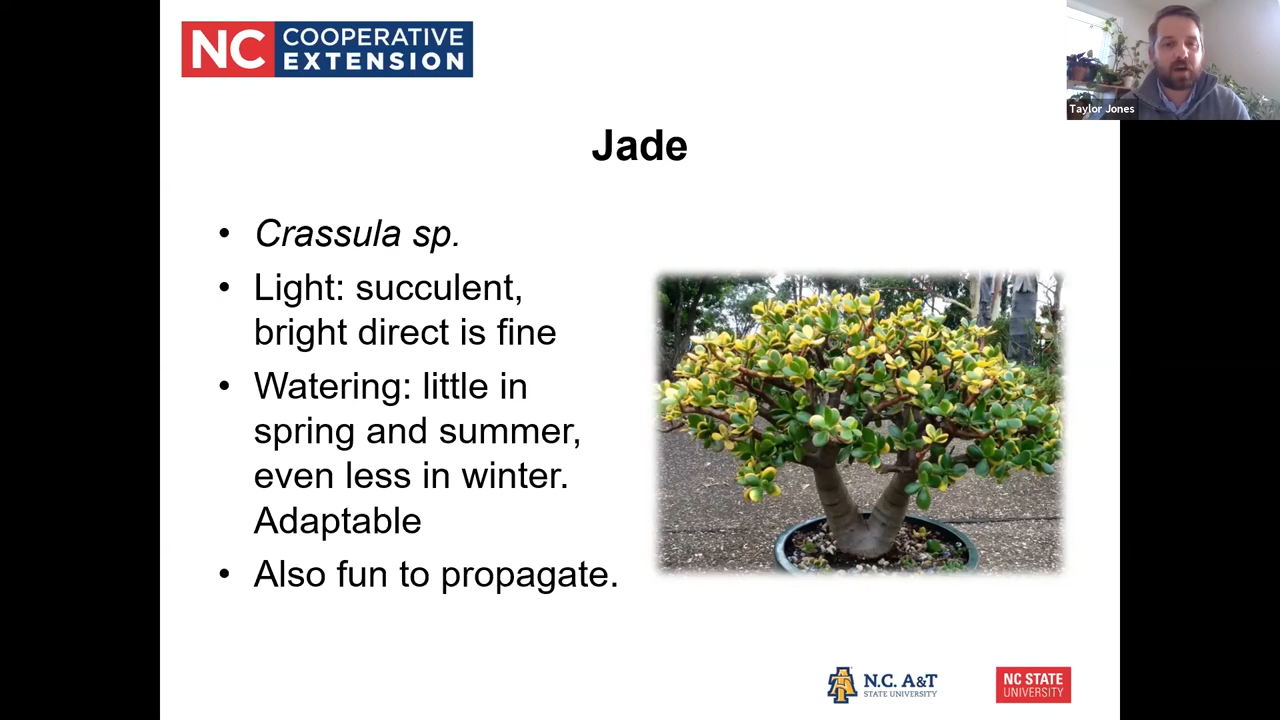 NC COOPERATIVE
EXTENSION
Taylor Jones
Jade
• Crassula sp.
• Light: succulent,
bright direct is fine
• Watering: little in
spring and summer,
even less in winter.
Adaptable
• Also fun to propagate.
N.C. A&T
STATE UNIVERSITY
NC STATE
UNIVERSITY